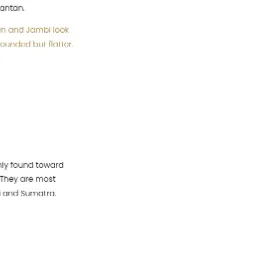 antan.
n and Jambi look
ounded but flatter.
ly found toward
They are most
i and Sumatra.